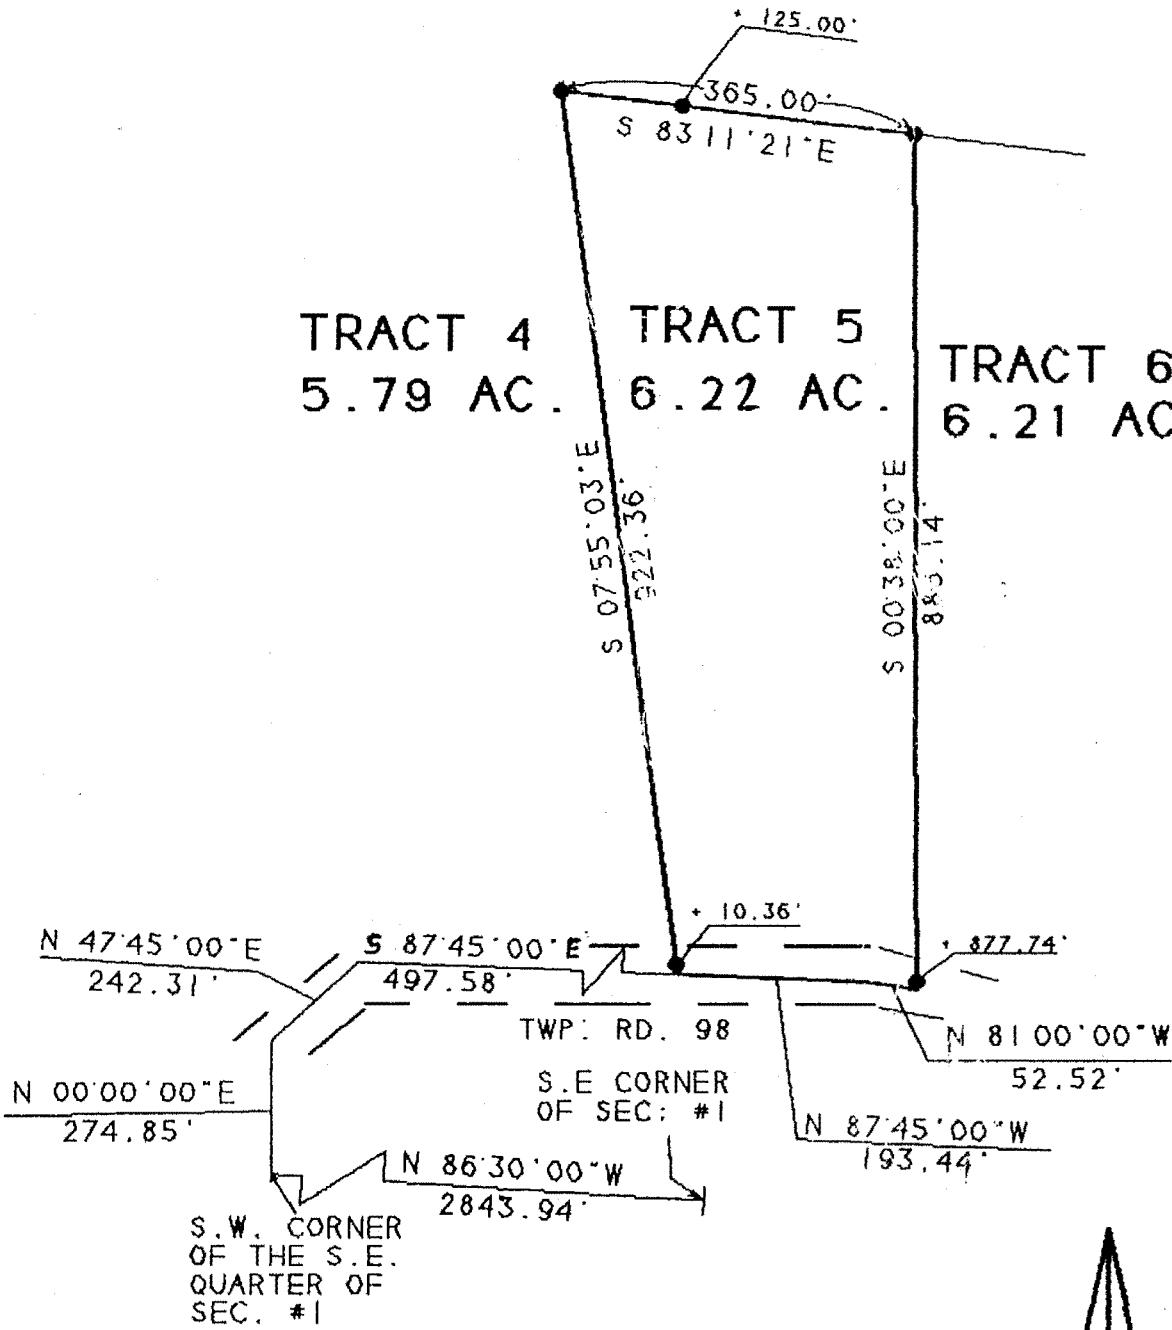 + 125.00'
365.00'
S 83°11'21"E
TRACT 4
5.79 AC.
TRACT 5
6.22 AC.
TRACT 6
6.21 AC
S 07°55'03"E
922.36'
S 00°38'00"E
+ 10.36'
+ 877.74'
N 47°45'00"E
242.31'
S 87°45'00"E
497.58'
TWP. RD. 98
N 81°00'00"W
52.52'
S.E CORNER
OF SEC. #1
N 00°00'00"E
274.85'
N 87°45'00"W
193.44'
N 86°30'00"W
2843.94'
S.W. CORNER
OF THE S.E.
QUARTER OF
SEC. #1